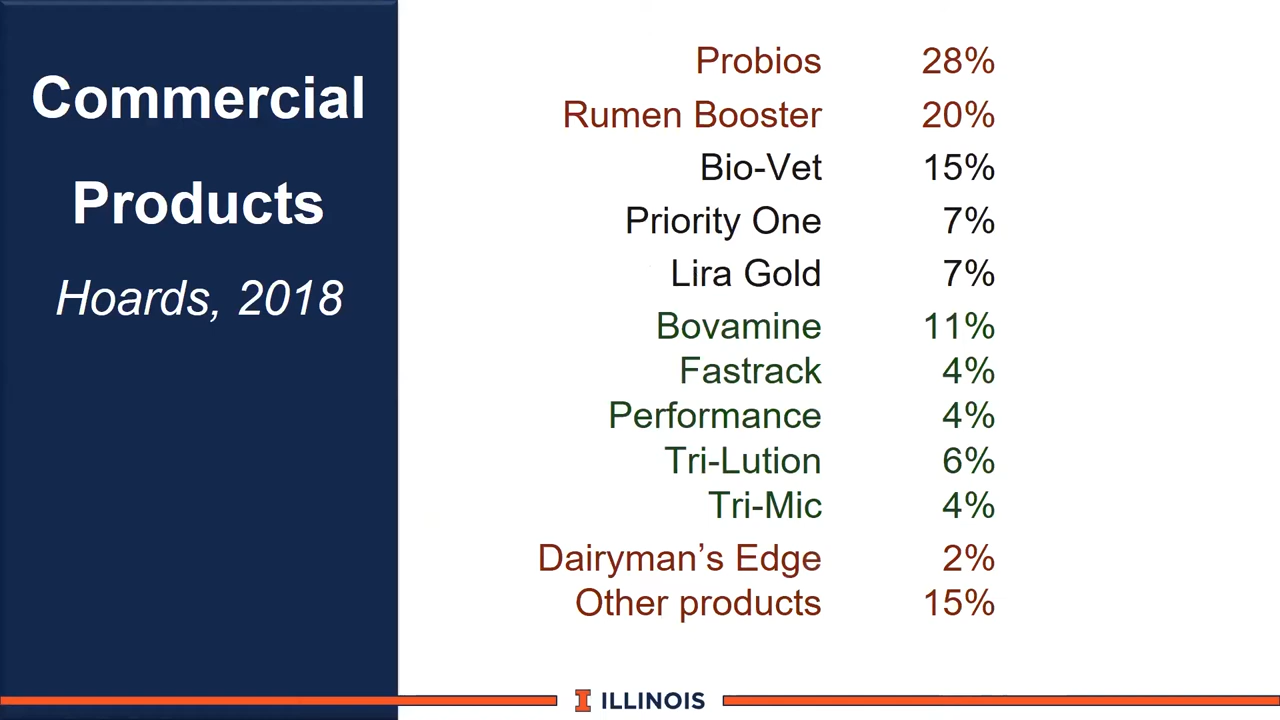 Commercial
Products
Hoards, 2018
Probios 28%
Rumen Booster 20%
Bio-Vet 15%
Priority One 7%
Lira Gold 7%
Bovamine 11%
Fastrack 4%
Performance 4%
Tri-Lution 6%
Tri-Mic 4%
Dairyman’s Edge 2%
Other products 15%
I ILLINOIS